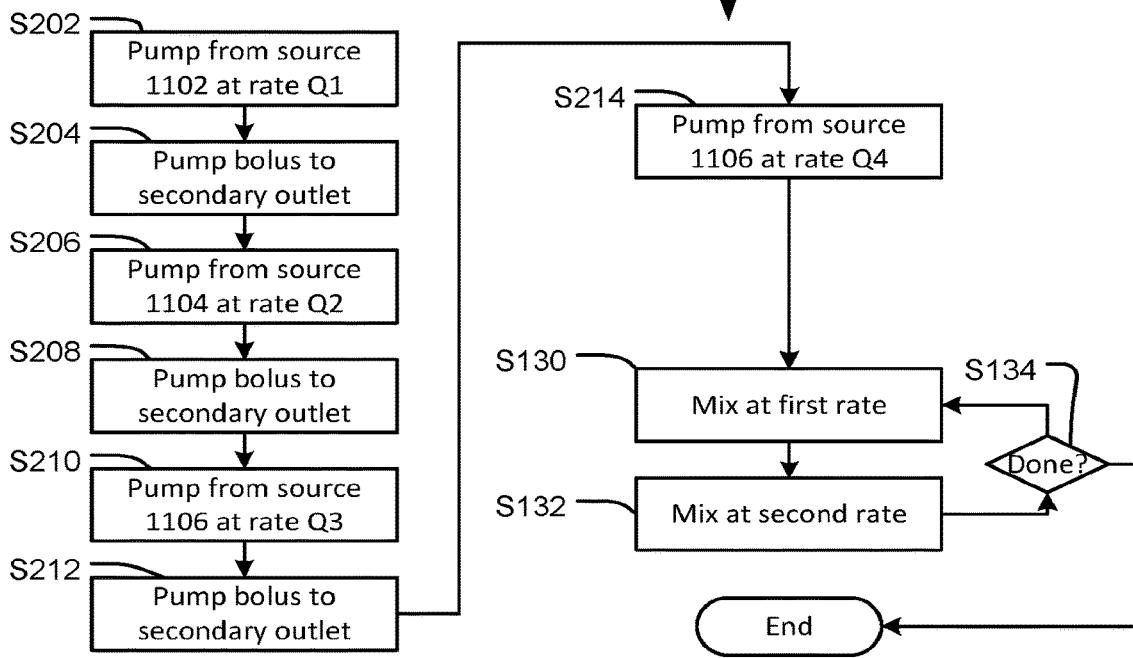 S202
Pump from source
1102 at rate Q1
S204
Pump bolus to
secondary outlet
S206
Pump from source
1104 at rate Q2
S208
Pump bolus to
secondary outlet
S210
Pump from source
1106 at rate Q3
S212
Pump bolus to
secondary outlet
S214
Pump from source
1106 at rate Q4
S130
Mix at first rate
S134
Done?
S132
Mix at second rate
End